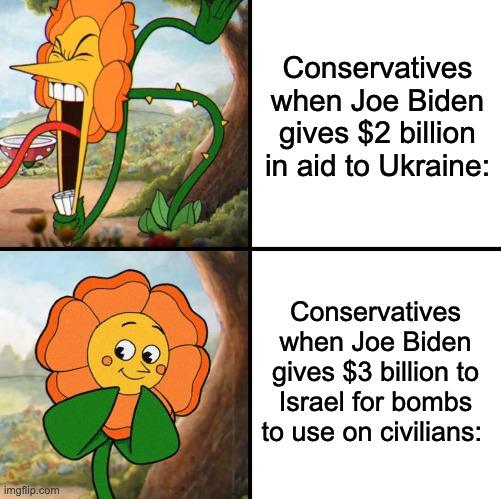 Conservatives
when Joe Biden
gives $2 billion
in aid to Ukraine:
Conservatives
when Joe Biden
gives $3 billion to
Israel for bombs
to use on civilians:
imgflip.com